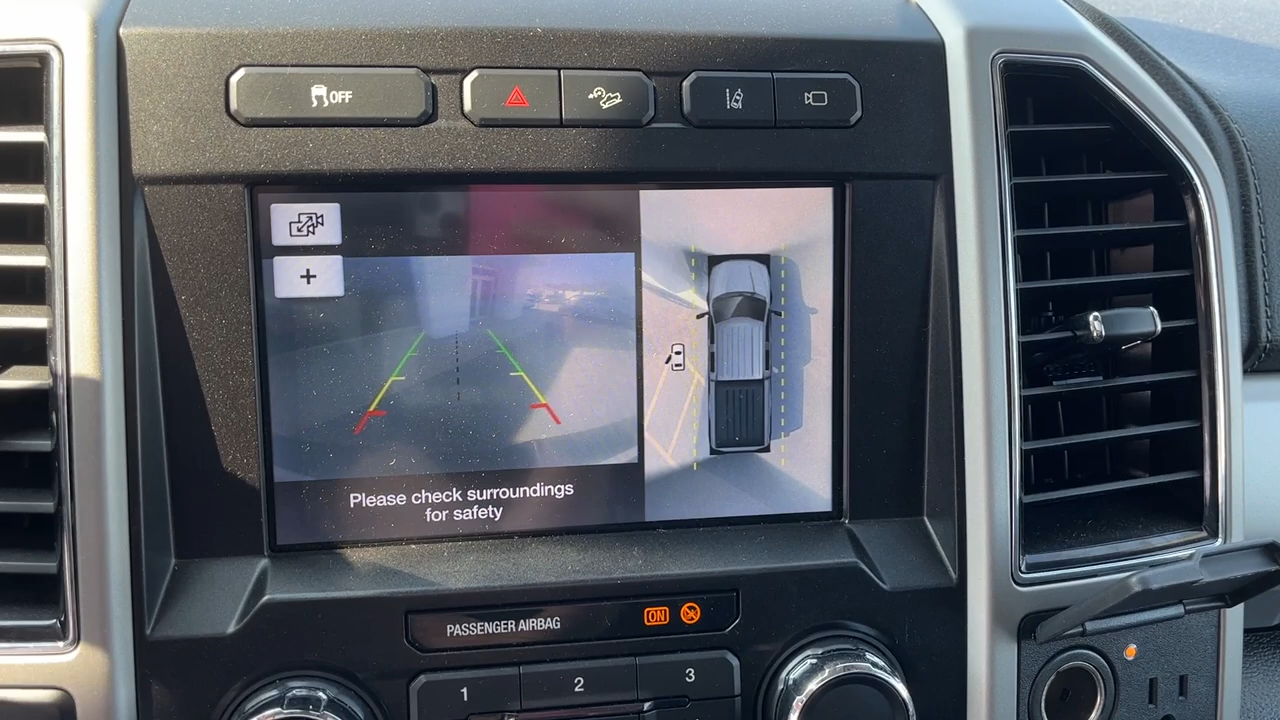 OFF
+
Please check surroundings
for safety
PASSENGER AIRBAG ON
1 2 3